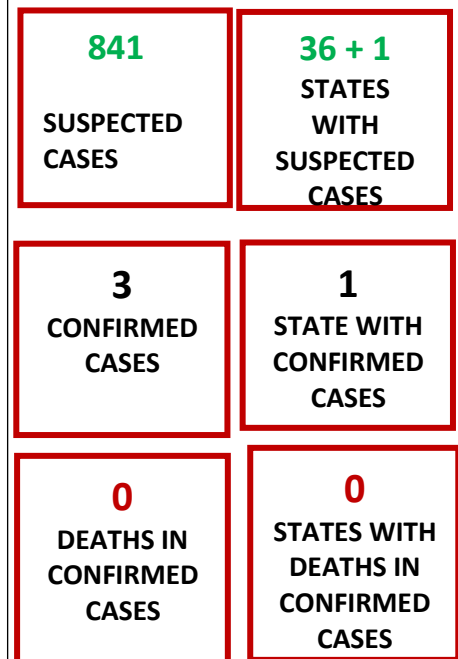 841
SUSPECTED
CASES
36 + 1
STATES
WITH
SUSPECTED
CASES
3
CONFIRMED
CASES
1
STATE WITH
CONFIRMED
CASES
0
DEATHS IN
CONFIRMED
CASES
0
STATES WITH
DEATHS IN
CONFIRMED
CASES